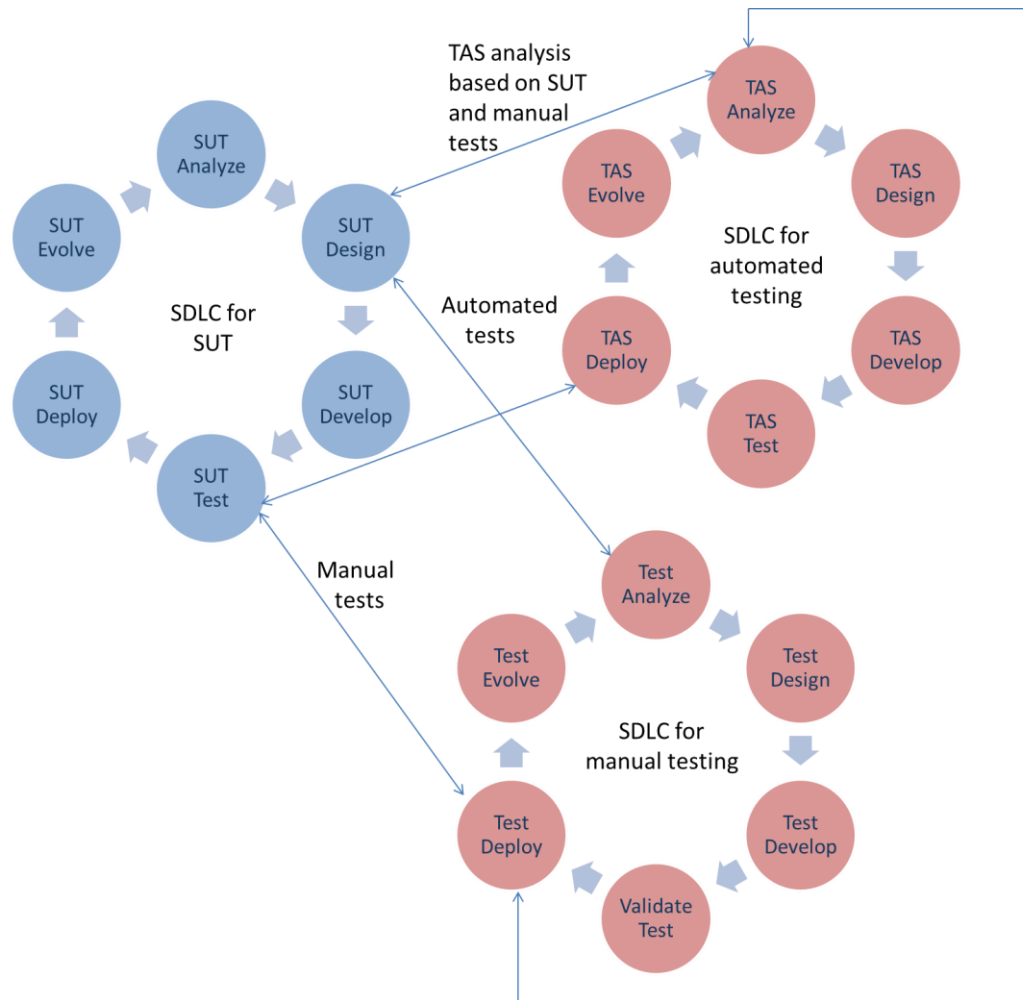 TAS analysis
based on SUT
and manual
tests
SUT
Analyze
SUT
Design
SUT
Develop
SUT
Test
SUT
Deploy
SUT
Evolve
SDLC for
SUT
TAS
Analyze
TAS
Design
TAS
Develop
TAS
Test
TAS
Deploy
TAS
Evolve
SDLC for
automated
testing
Automated
tests
Manual
tests
Test
Analyze
Test
Design
Test
Develop
Validate
Test
Test
Deploy
Test
Evolve
SDLC for
manual testing